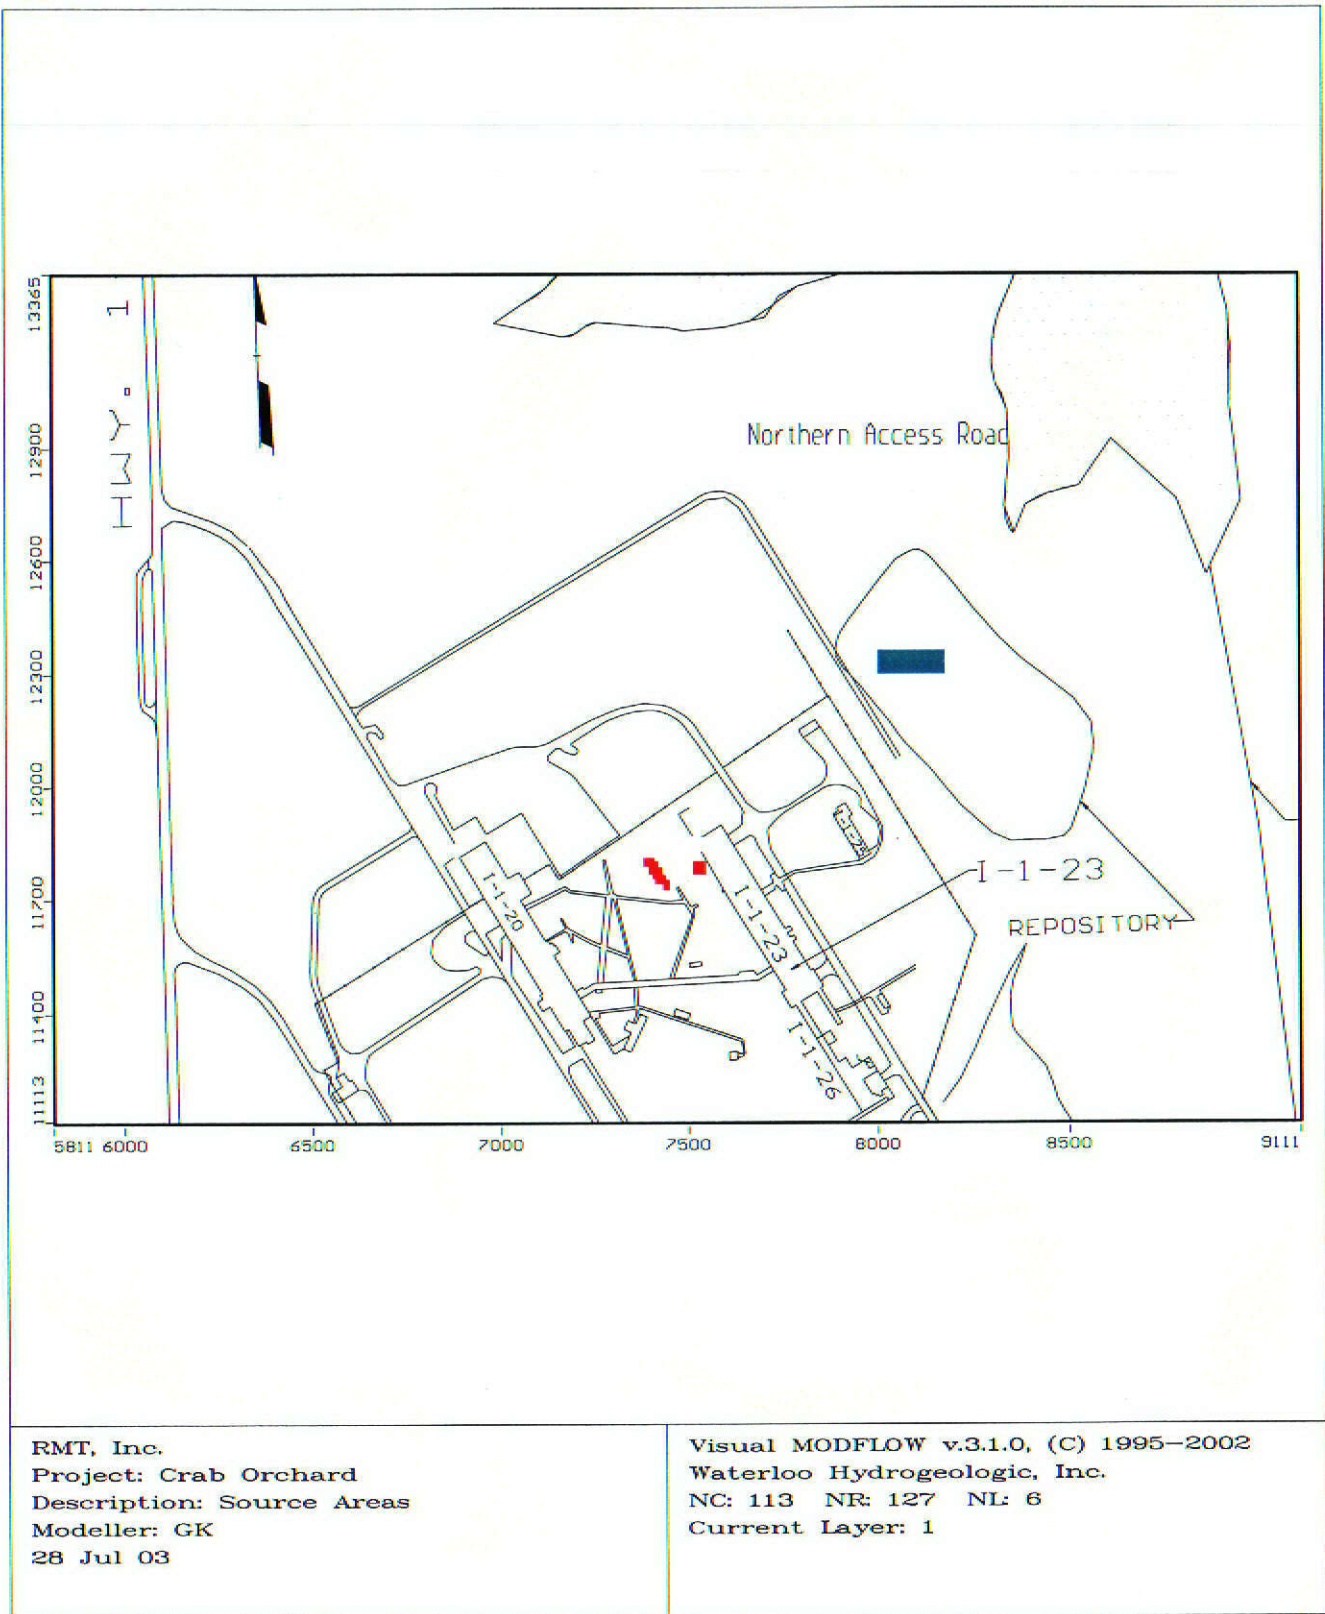 13365
12900
12600
12300
12000
11700
11400
11113
HWY. 1
Northern Access Road
I-1-23
REPOSITORY
I-1-20
I-1-23
I-1-26
5811 6000 6500 7000 7500 8000 8500 9111
RMT, Inc.
Project: Crab Orchard
Description: Source Areas
Modeller: GK
28 Jul 03
Visual MODFLOW v.3.1.0, (C) 1995-2002
Waterloo Hydrogeologic, Inc.
NC: 113 NR: 127 NL: 6
Current Layer: 1